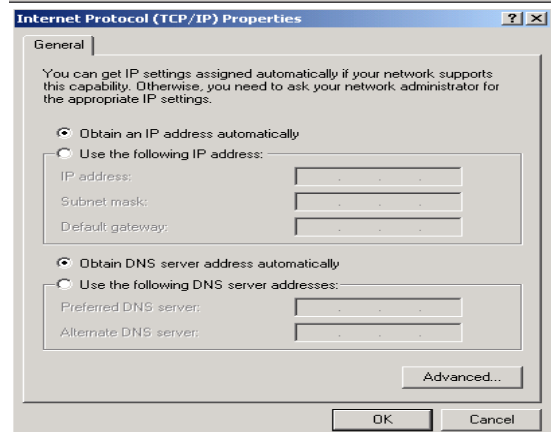 Internet Protocol (TCP/IP) Properties
General
You can get IP settings assigned automatically if your network supports
this capability. Otherwise, you need to ask your network administrator for
the appropriate IP settings.
Obtain an IP address automatically
Use the following IP address:
IP address:
Subnet mask:
Default gateway:
Obtain DNS server address automatically
Use the following DNS server addresses:
Preferred DNS server:
Alternate DNS server:
Advanced...
OK Cancel